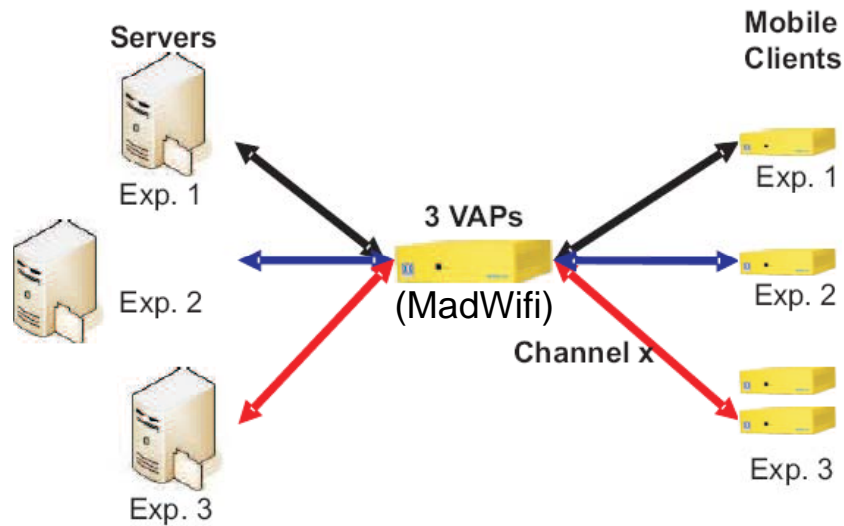 Servers
Mobile
Clients
Exp. 1
Exp. 1
3 VAPs
Exp. 2
(MadWifi)
Exp. 2
Channel x
Exp. 3
Exp. 3